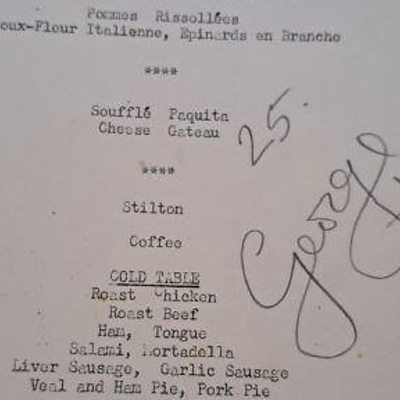 Pommes Rissollées
oux-Fleur Italienne, Epinards en Branche
****
Soufflé Paquita
Cheese Gateau
25.
****
Stilton
Coffee
George
COLD TABLE
Roast Chicken
Roast Beef
Ham, Tongue
Salami, Mortadella
Liver Sausage, Garlic Sausage
Veal and Ham Pie, Pork Pie